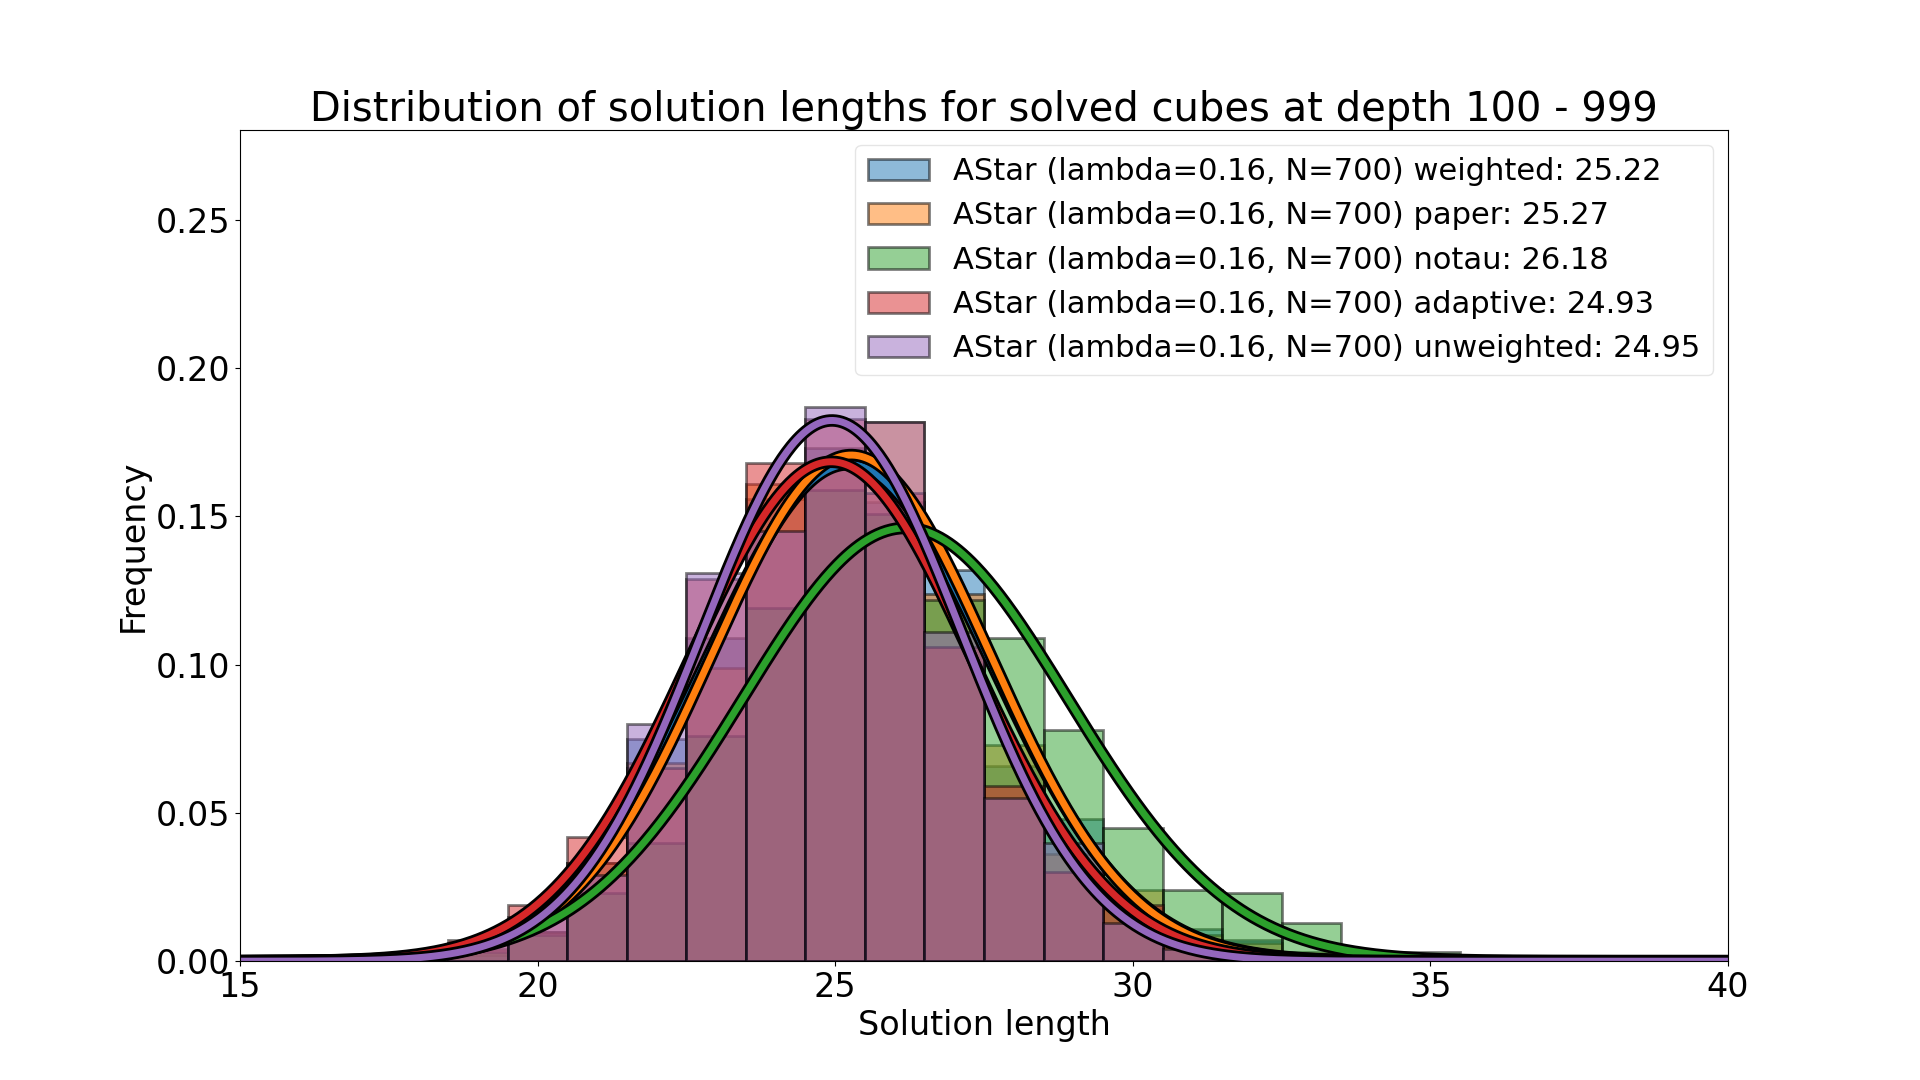 Distribution of solution lengths for solved cubes at depth 100 - 999
AStar (lambda=0.16, N=700) weighted: 25.22
AStar (lambda=0.16, N=700) paper: 25.27
AStar (lambda=0.16, N=700) notau: 26.18
AStar (lambda=0.16, N=700) adaptive: 24.93
AStar (lambda=0.16, N=700) unweighted: 24.95
Frequency
0.25
0.20
0.15
0.10
0.05
0.00
15 20 25 30 35 40
Solution length